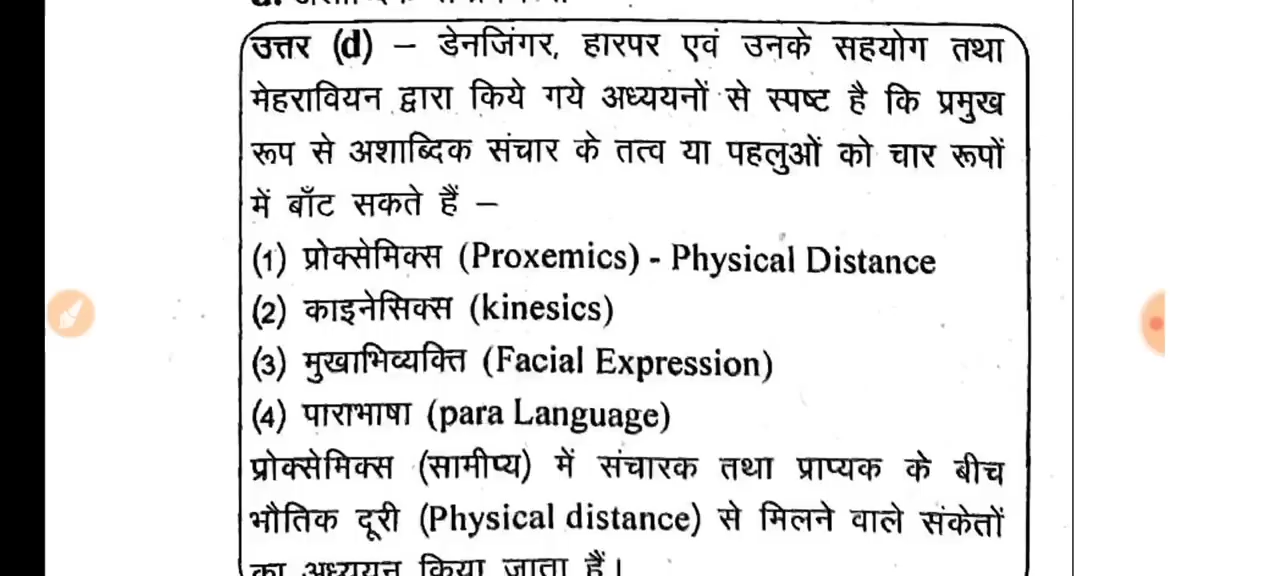 उत्तर (d) – डेनजिंगर, हारपर एवं उनके सहयोग तथा
मेहरावियन द्वारा किये गये अध्ययनों से स्पष्ट है कि प्रमुख
रूप से अशाब्दिक संचार के तत्व या पहलुओं को चार रूपों
में बाँट सकते हैं –
(1) प्रोक्सेमिक्स (Proxemics) - Physical Distance
(2) काइनेसिक्स (kinesics)
(3) मुखाभिव्यक्ति (Facial Expression)
(4) पाराभाषा (para Language)
प्रोक्सेमिक्स (सामीप्य) में संचारक तथा प्राप्यक के बीच
भौतिक दूरी (Physical distance) से मिलने वाले संकेतों
का अध्ययन किया जाता हैं।